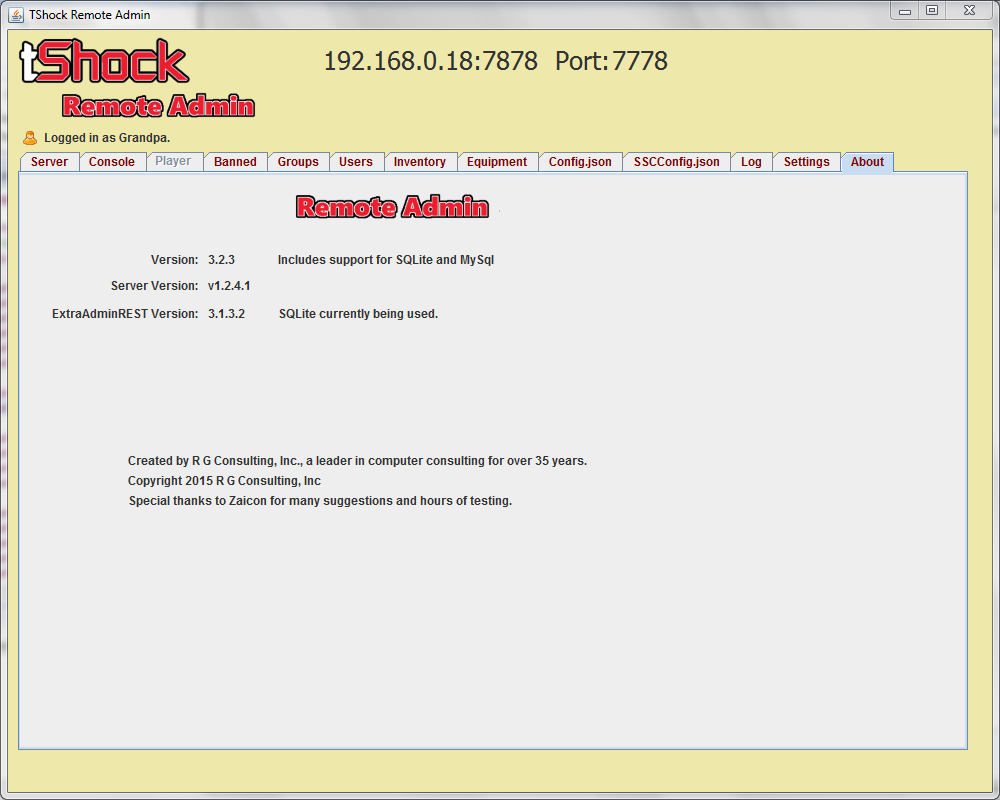 TShock Remote Admin
tShock
Remote Admin
192.168.0.18:7878 Port: 7778
Logged in as Grandpa.
Server Console Player Banned Groups Users Inventory Equipment Config.json SSCConfig.json Log Settings About
Remote Admin
Version: 3.2.3 Includes support for SQLite and MySql
Server Version: v1.2.4.1
ExtraAdminREST Version: 3.1.3.2 SQLite currently being used.
Created by R G Consulting, Inc., a leader in computer consulting for over 35 years.
Copyright 2015 R G Consulting, Inc
Special thanks to Zaicon for many suggestions and hours of testing.